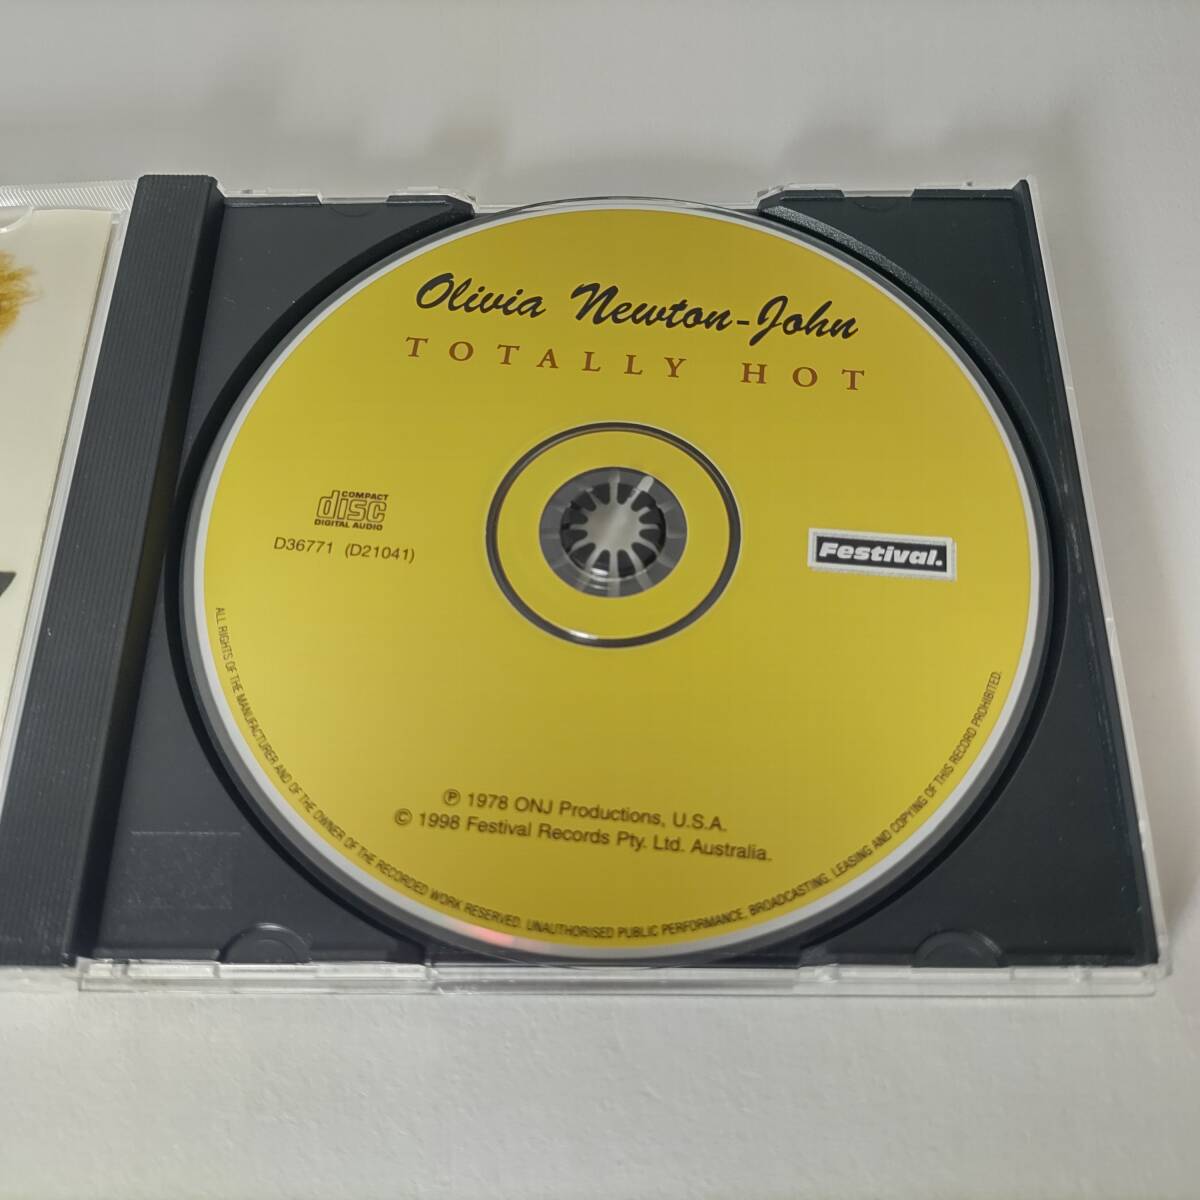 Olivia Newton-John
TOTALLY HOT
COMPACT
disc
DIGITAL AUDIO
D36771 (D21041)
Festival.
℗ 1978 ONJ Productions, U.S.A.
© 1998 Festival Records Pty. Ltd. Australia.
ALL RIGHTS OF THE MANUFACTURER AND OF THE OWNER OF THE RECORDED WORK RESERVED. UNAUTHORISED PUBLIC PERFORMANCE, BROADCASTING, LEASING AND COPYING OF THIS RECORD PROHIBITED.